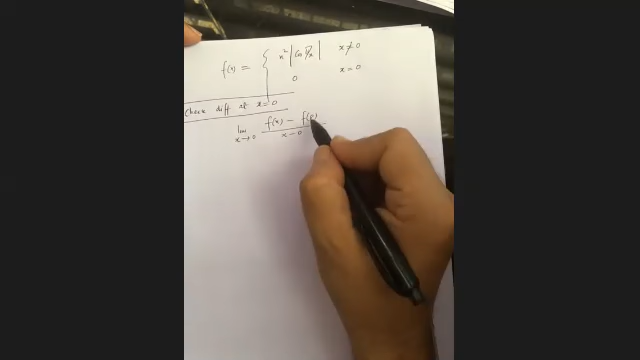 f(x) = { x² |Cos π/x| x ≠ 0
0 x = 0
Check diff at x = 0
lim x→0 f(x) − f(0) / x − 0